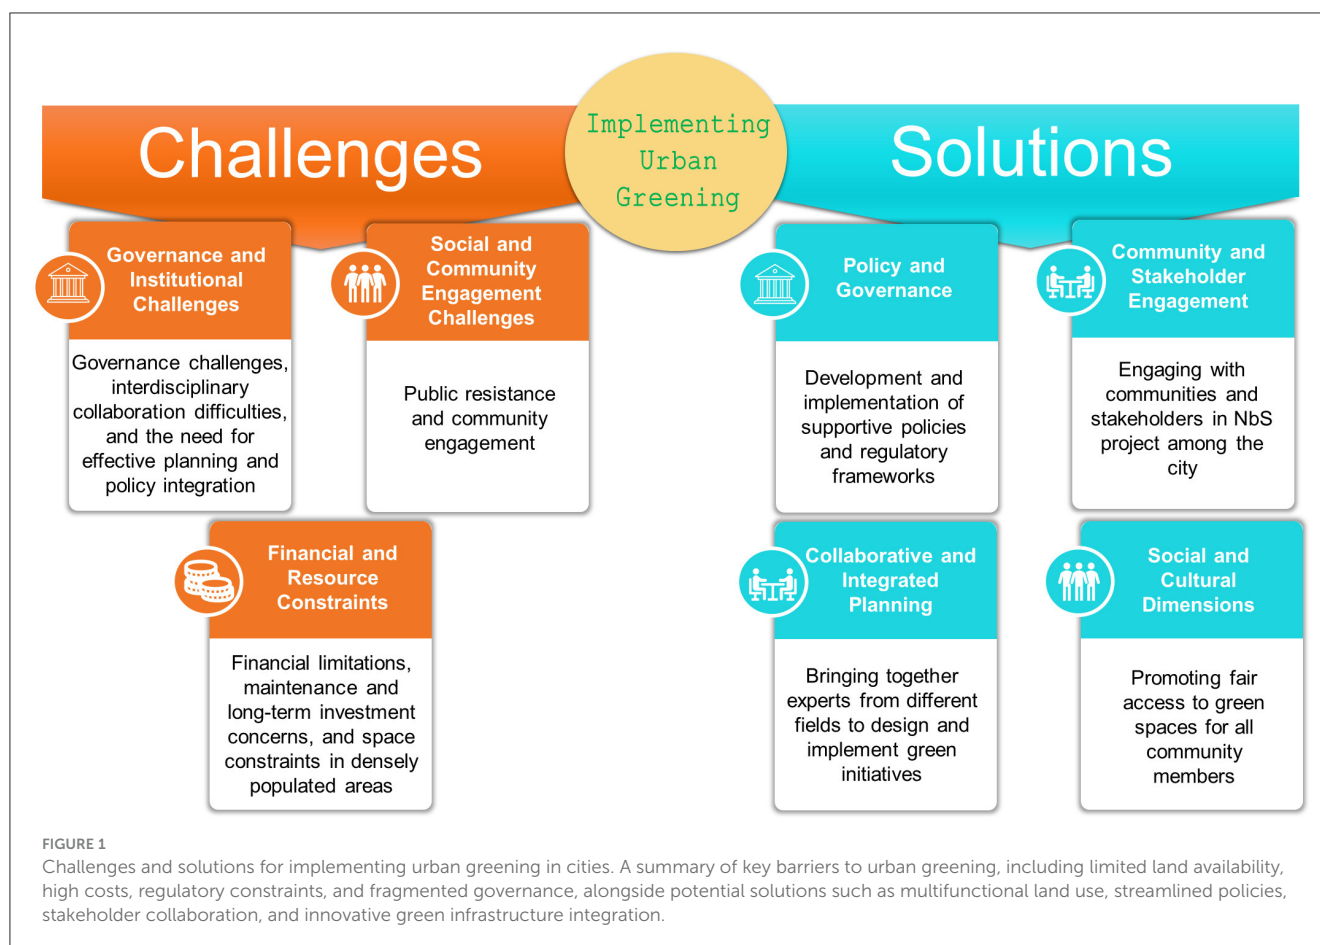 Challenges
Implementing
Urban
Greening
Solutions
Governance and
Institutional
Challenges
Governance challenges,
interdisciplinary
collaboration difficulties,
and the need for
effective planning and
policy integration
Social and
Community
Engagement
Challenges
Public resistance
and community
engagement
Financial and
Resource
Constraints
Financial limitations,
maintenance and
long-term investment
concerns, and space
constraints in densely
populated areas
Policy and
Governance
Development and
implementation of
supportive policies
and regulatory
frameworks
Community and
Stakeholder
Engagement
Engaging with
communities and
stakeholders in NbS
project among the
city
Collaborative and
Integrated
Planning
Bringing together
experts from different
fields to design and
implement green
initiatives
Social and
Cultural
Dimensions
Promoting fair
access to green
spaces for all
community
members
FIGURE 1
Challenges and solutions for implementing urban greening in cities. A summary of key barriers to urban greening, including limited land availability,
high costs, regulatory constraints, and fragmented governance, alongside potential solutions such as multifunctional land use, streamlined policies,
stakeholder collaboration, and innovative green infrastructure integration.